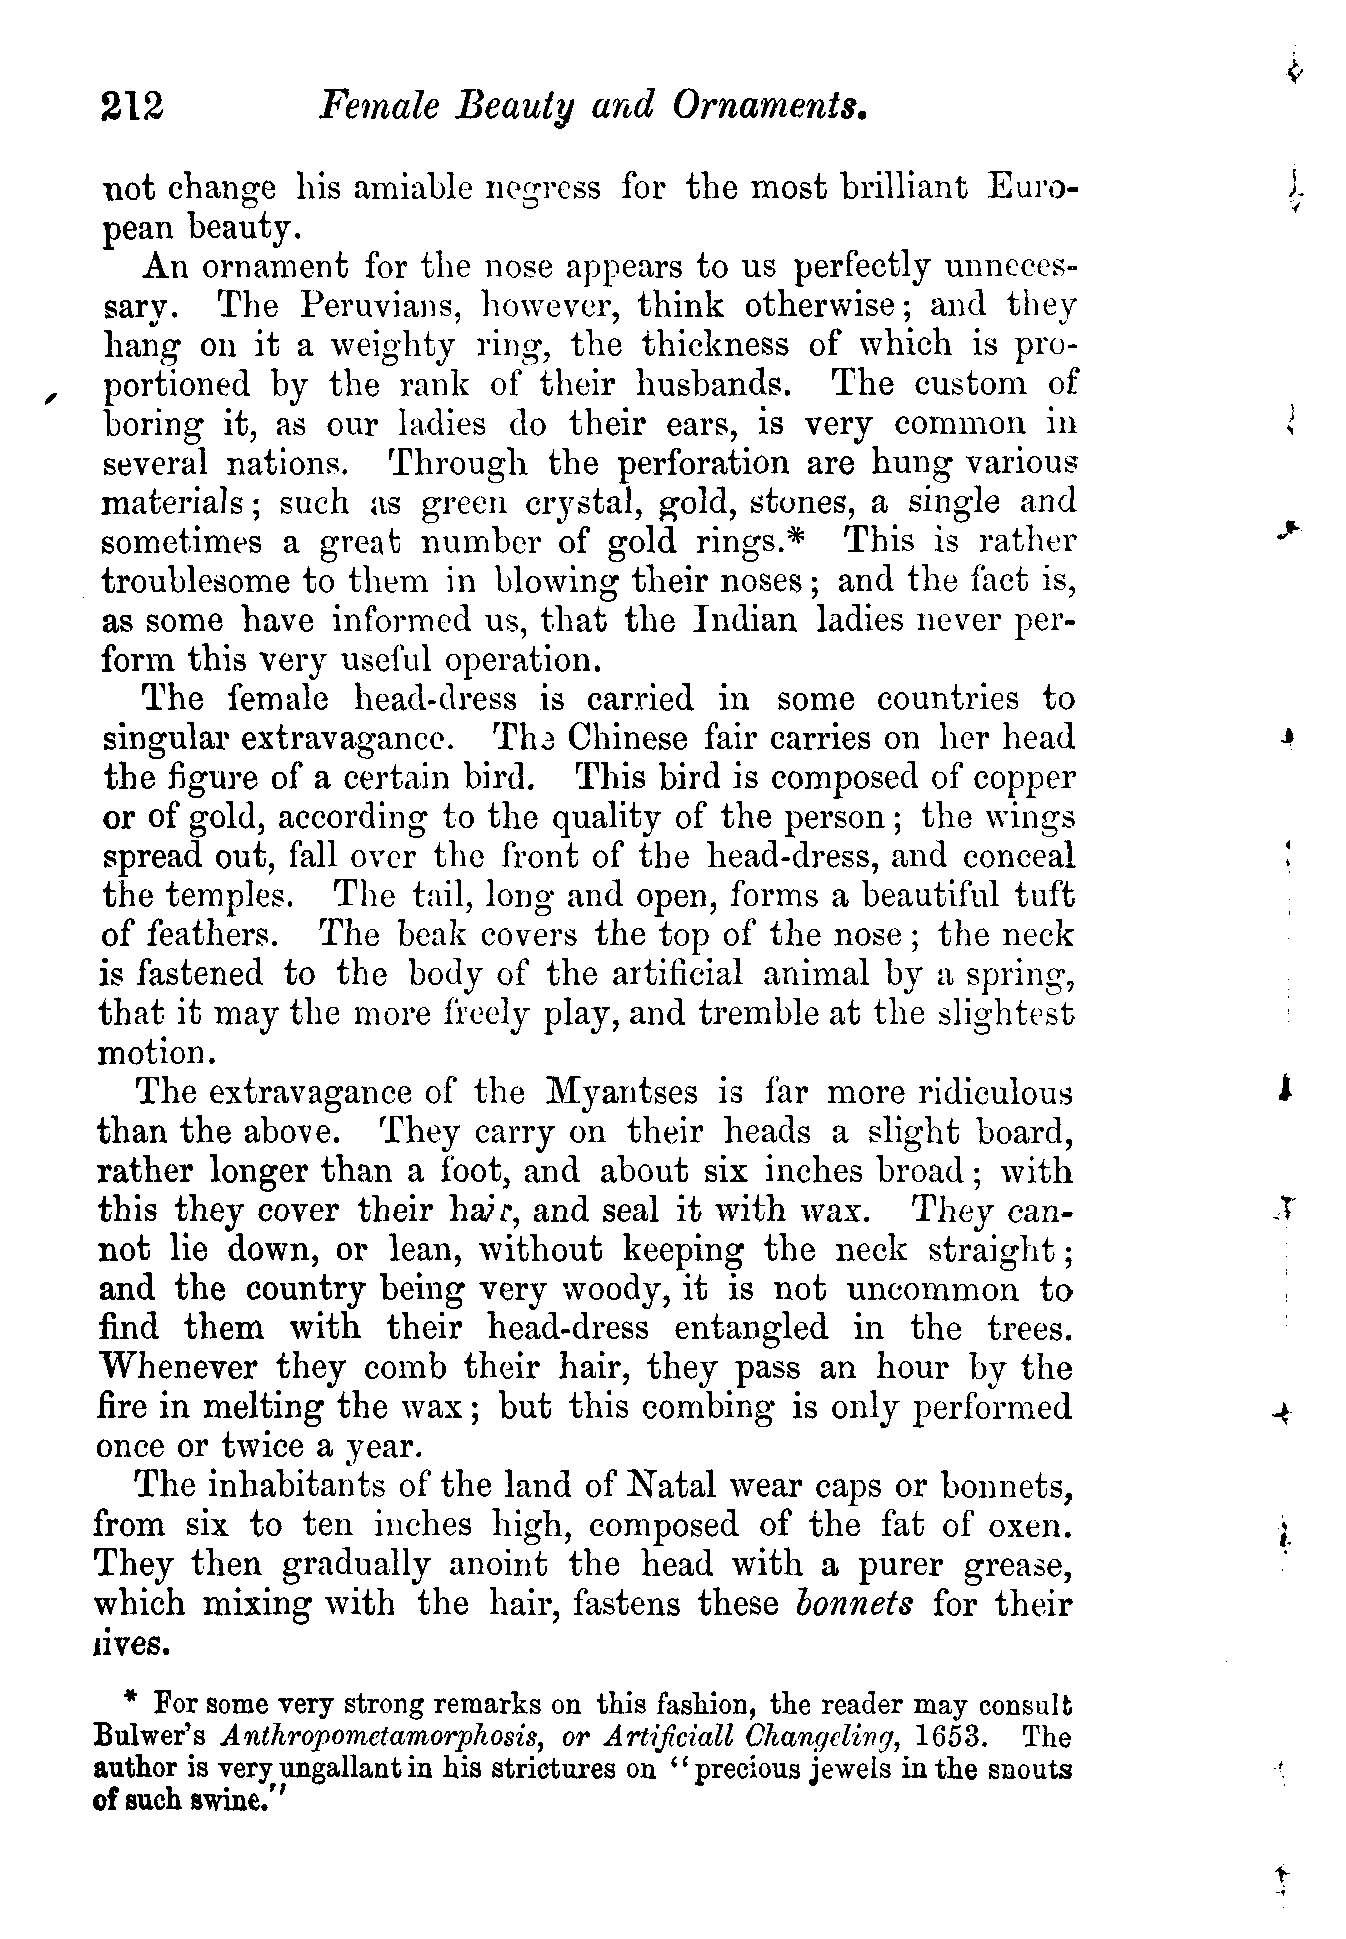 212 Female Beauty and Ornaments.
not change his amiable negress for the most brilliant Euro-
pean beauty.
An ornament for the nose appears to us perfectly unneces-
sary. The Peruvians, however, think otherwise; and they
hang on it a weighty ring, the thickness of which is pro-
portioned by the rank of their husbands. The custom of
boring it, as our ladies do their ears, is very common in
several nations. Through the perforation are hung various
materials; such as green crystal, gold, stones, a single and
sometimes a great number of gold rings.* This is rather
troublesome to them in blowing their noses; and the fact is,
as some have informed us, that the Indian ladies never per-
form this very useful operation.
The female head-dress is carried in some countries to
singular extravagance. The Chinese fair carries on her head
the figure of a certain bird. This bird is composed of copper
or of gold, according to the quality of the person; the wings
spread out, fall over the front of the head-dress, and conceal
the temples. The tail, long and open, forms a beautiful tuft
of feathers. The beak covers the top of the nose; the neck
is fastened to the body of the artificial animal by a spring,
that it may the more freely play, and tremble at the slightest
motion.
The extravagance of the Myantses is far more ridiculous
than the above. They carry on their heads a slight board,
rather longer than a foot, and about six inches broad; with
this they cover their hair, and seal it with wax. They can-
not lie down, or lean, without keeping the neck straight;
and the country being very woody, it is not uncommon to
find them with their head-dress entangled in the trees.
Whenever they comb their hair, they pass an hour by the
fire in melting the wax; but this combing is only performed
once or twice a year.
The inhabitants of the land of Natal wear caps or bonnets,
from six to ten inches high, composed of the fat of oxen.
They then gradually anoint the head with a purer grease,
which mixing with the hair, fastens these bonnets for their
lives.
* For some very strong remarks on this fashion, the reader may consult
Bulwer's Anthropometamorphosis, or Artificiall Changeling, 1653. The
author is very ungallant in his strictures on "precious jewels in the snouts
of such swine."